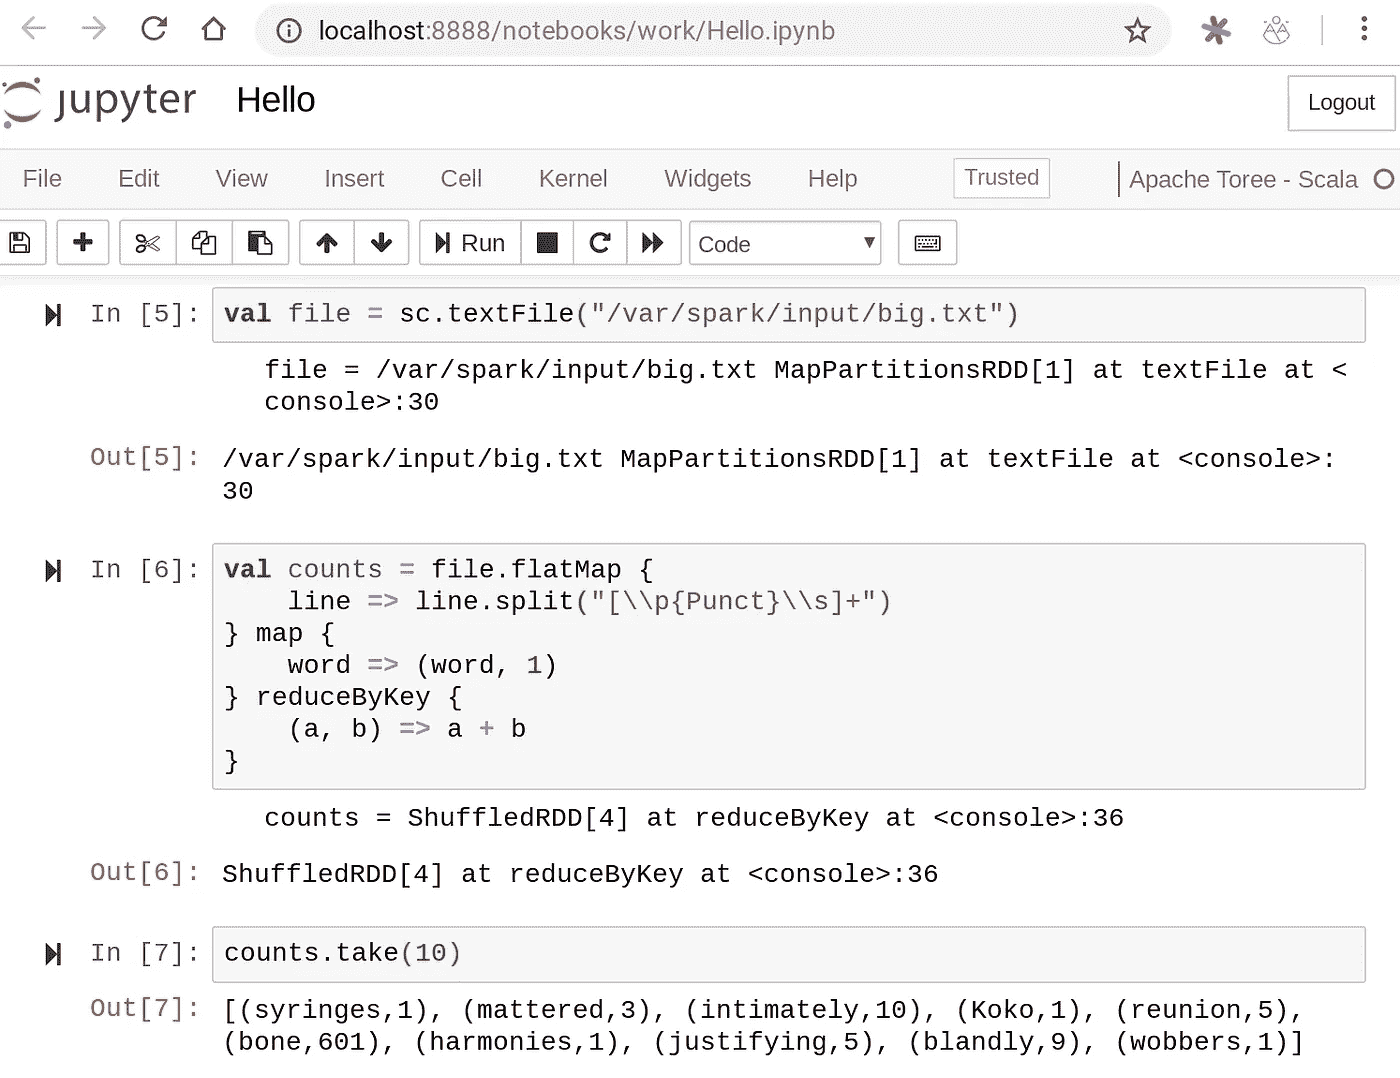 localhost:8888/notebooks/work/Hello.ipynb
jupyter Hello Logout
File Edit View Insert Cell Kernel Widgets Help Trusted Apache Toree - Scala
Run Code
In [5]: val file = sc.textFile("/var/spark/input/big.txt")
file = /var/spark/input/big.txt MapPartitionsRDD[1] at textFile at <
console>:30
Out[5]: /var/spark/input/big.txt MapPartitionsRDD[1] at textFile at <console>:
30
In [6]: val counts = file.flatMap {
    line => line.split("[\\p{Punct}\\s]+")
} map {
    word => (word, 1)
} reduceByKey {
    (a, b) => a + b
}
counts = ShuffledRDD[4] at reduceByKey at <console>:36
Out[6]: ShuffledRDD[4] at reduceByKey at <console>:36
In [7]: counts.take(10)
Out[7]: [(syringes,1), (mattered,3), (intimately,10), (Koko,1), (reunion,5),
(bone,601), (harmonies,1), (justifying,5), (blandly,9), (wobbers,1)]